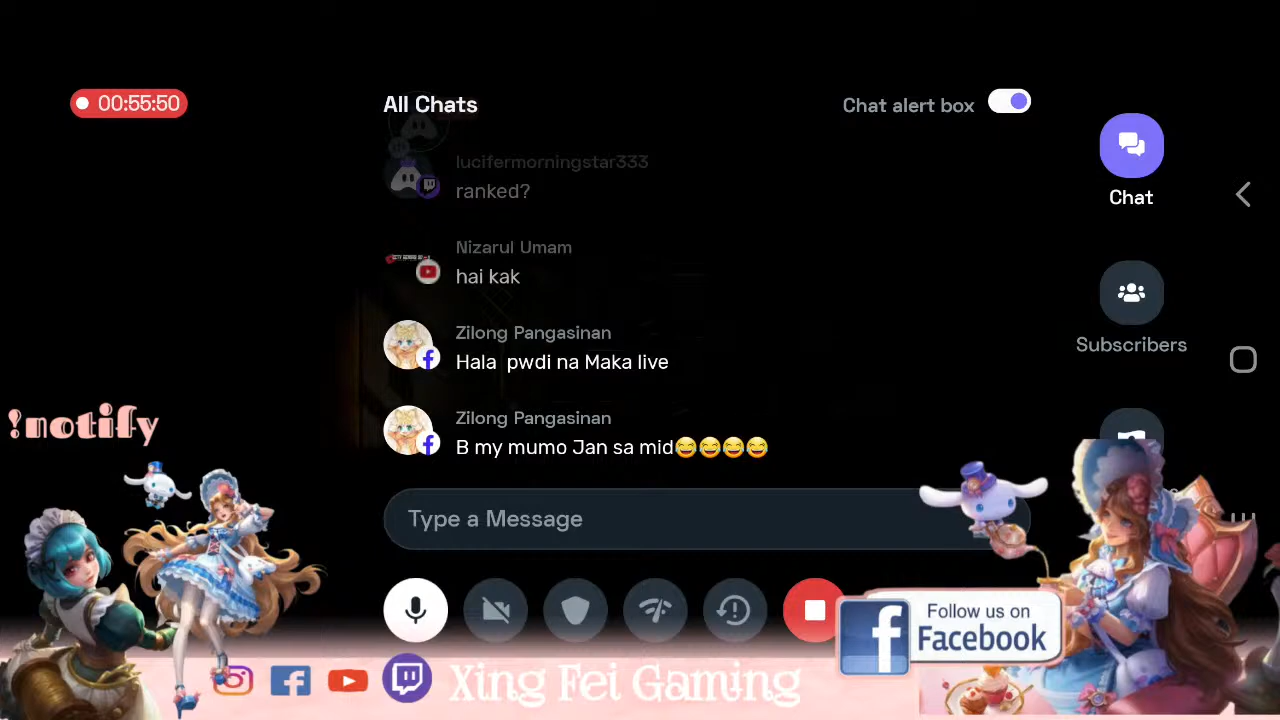 00:55:50
All Chats
Chat alert box
lucifermorningstar333
ranked?
Chat
Nizarul Umam
hai kak
Zilong Pangasinan
Hala pwdi na Maka live
Subscribers
Zilong Pangasinan
B my mumo Jan sa mid😂😂😂😂
!notify
Type a Message
Follow us on
Facebook
Xing Fei Gaming